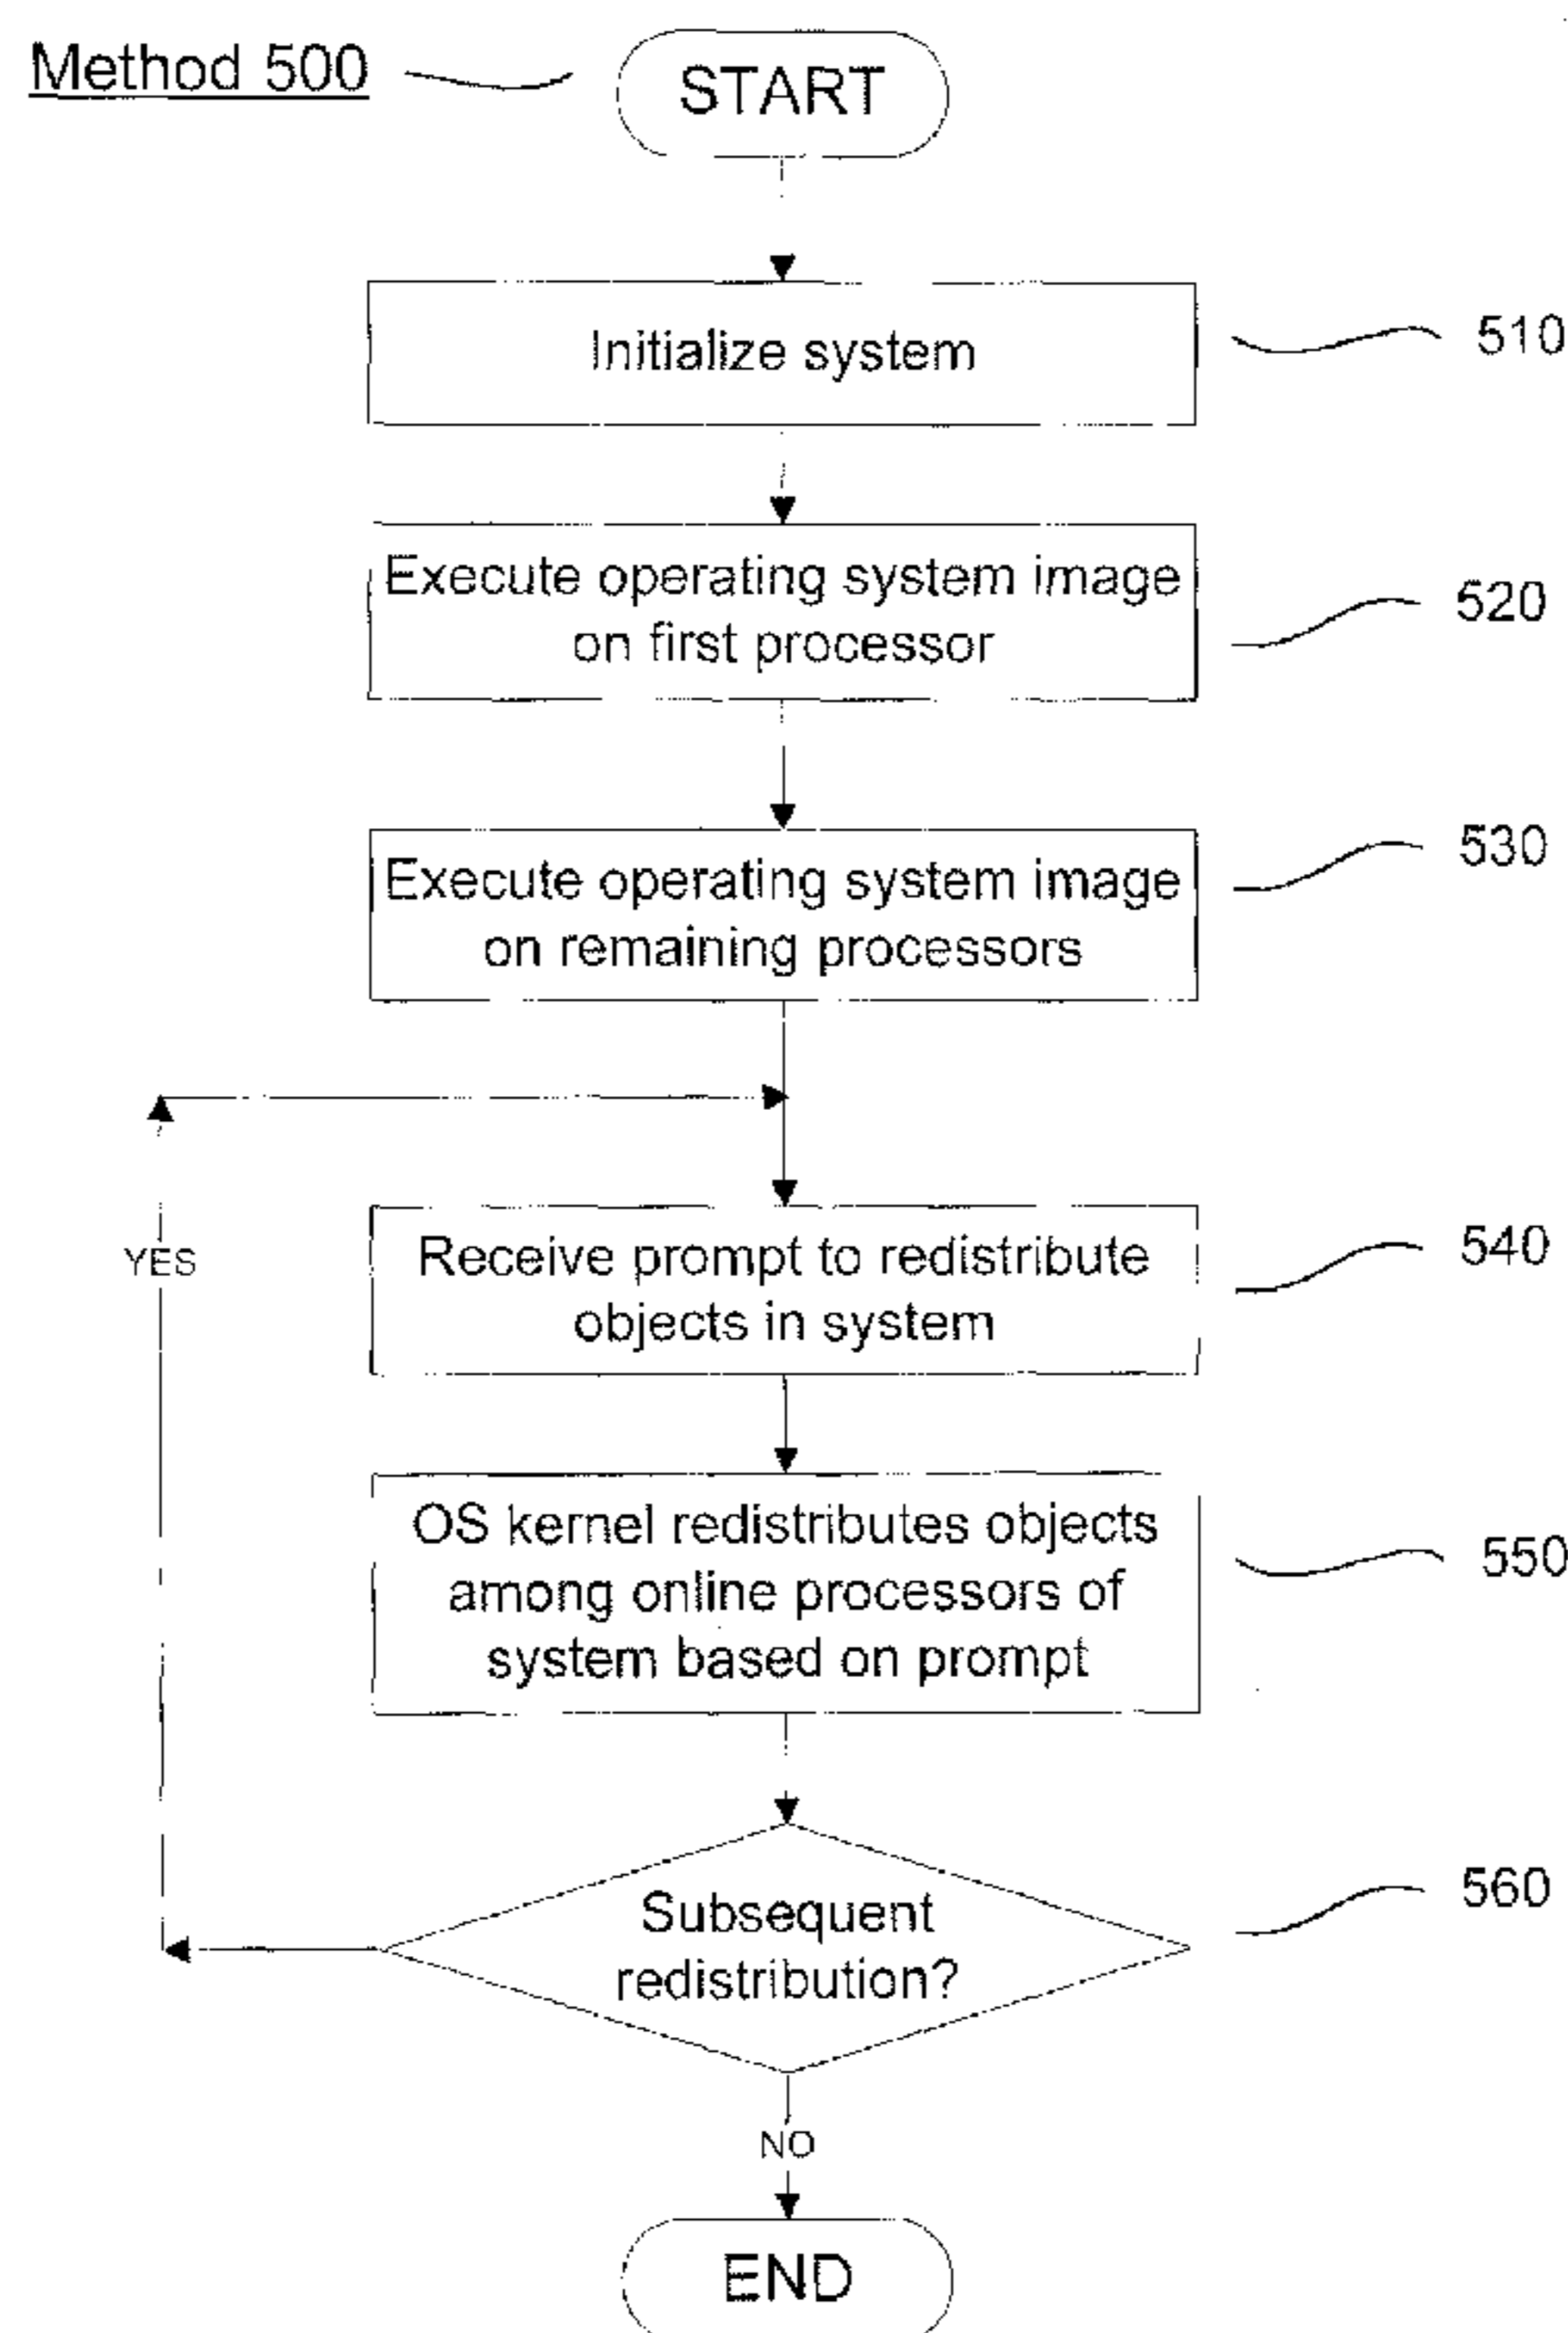 Method 500
START
Initialize system
510
Execute operating system image
on first processor
520
Execute operating system image
on remaining processors
530
Receive prompt to redistribute
objects in system
540
YES
OS kernel redistributes objects
among online processors of
system based on prompt
550
Subsequent
redistribution?
560
NO
END